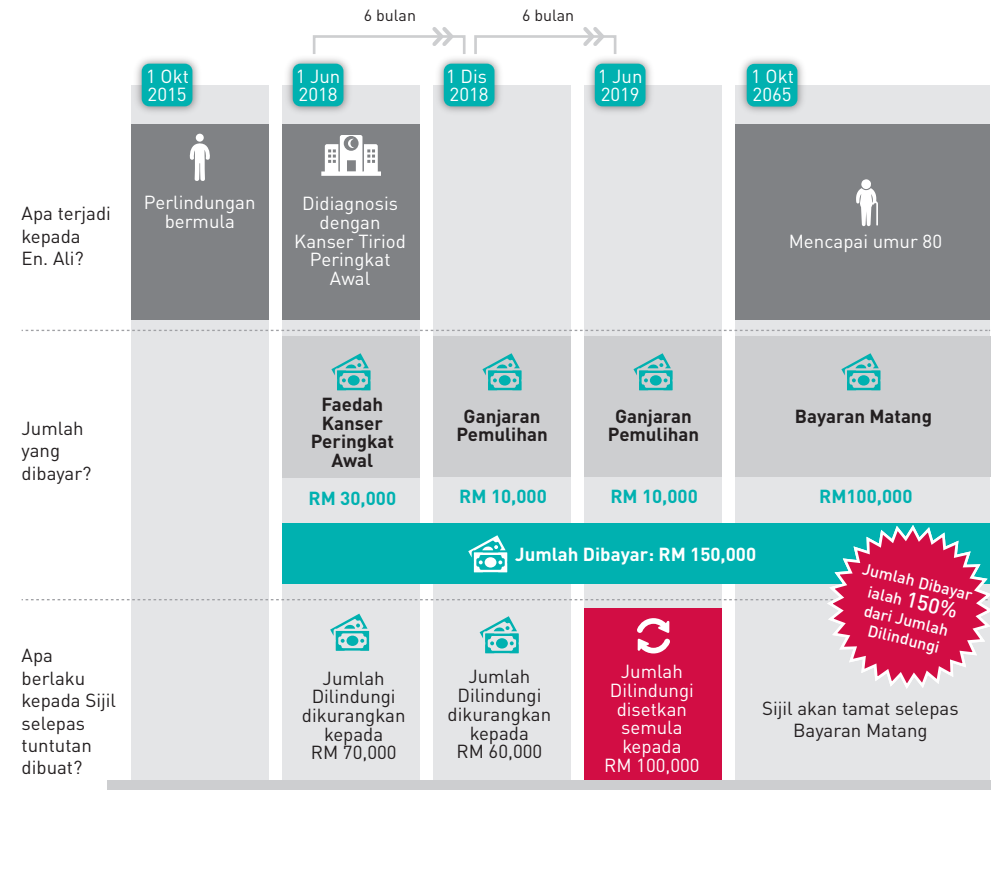 6 bulan
6 bulan
1 Okt
2015
1 Jun
2018
1 Dis
2018
1 Jun
2019
1 Okt
2065
Apa terjadi
kepada
En. Ali?
Perlindungan
bermula
Didiagnosis
dengan
Kanser Tiriod
Peringkat
Awal
Mencapai umur 80
Jumlah
yang
dibayar?
Faedah
Kanser
Peringkat
Awal
RM 30,000
Ganjaran
Pemulihan
RM 10,000
Ganjaran
Pemulihan
RM 10,000
Bayaran Matang
RM100,000
Jumlah Dibayar: RM 150,000
Jumlah Dibayar
ialah 150%
dari Jumlah
Dilindungi
Apa
berlaku
kepada Sijil
selepas
tuntutan
dibuat?
Jumlah
Dilindungi
dikurangkan
kepada
RM 70,000
Jumlah
Dilindungi
dikurangkan
kepada
RM 60,000
Jumlah
Dilindungi
disetkan
semula
kepada
RM 100,000
Sijil akan tamat selepas
Bayaran Matang